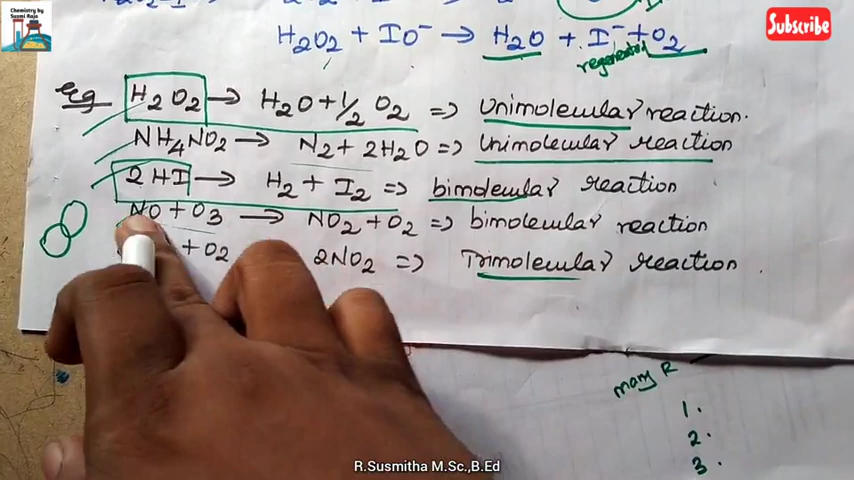 Chemistry by
Susmi Raja
Subscribe
H2O2 + IO⁻ → H2O + I⁻ + O2
regenerated
eg H2O2 → H2O + 1/2 O2 => Unimolecular reaction.
NH4NO2 → N2 + 2H2O => Unimolecular reaction
2HI → H2 + I2 => bimolecular reaction
NO + O3 → NO2 + O2 => bimolecular reaction
+ O2 2NO2 => Trimolecular reaction
many R
1.
2.
3.
R.Susmitha M.Sc.,B.Ed